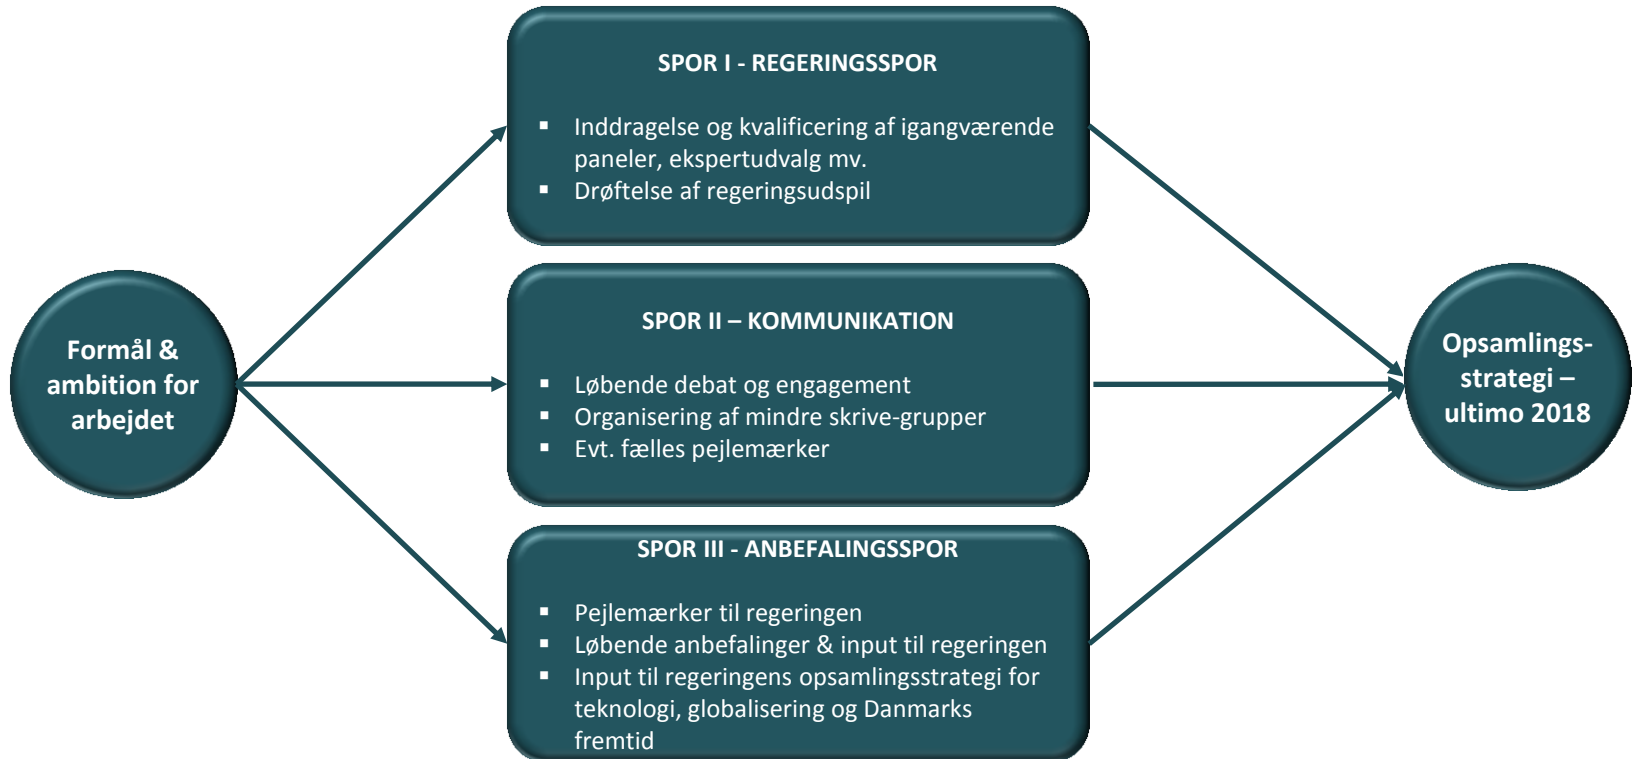 Formål &
ambition for
arbejdet
SPOR I - REGERINGSSPOR
▪ Inddragelse og kvalificering af igangværende
paneler, ekspertudvalg mv.
▪ Drøftelse af regeringsudspil
SPOR II – KOMMUNIKATION
▪ Løbende debat og engagement
▪ Organisering af mindre skrive-grupper
▪ Evt. fælles pejlemærker
SPOR III - ANBEFALINGSSPOR
▪ Pejlemærker til regeringen
▪ Løbende anbefalinger & input til regeringen
▪ Input til regeringens opsamlingsstrategi for
teknologi, globalisering og Danmarks
fremtid
Opsamlings-
strategi –
ultimo 2018